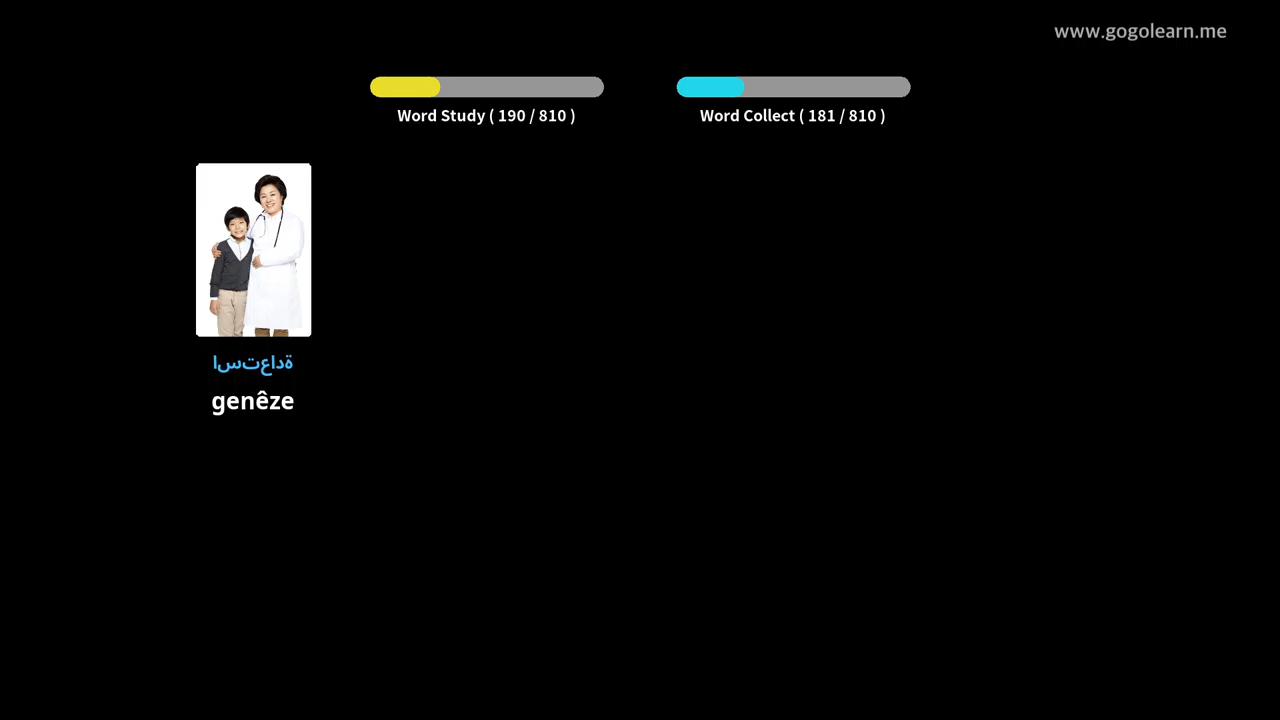 www.gogolearn.me
Word Study ( 190 / 810 )
Word Collect ( 181 / 810 )
استعادة
genêze